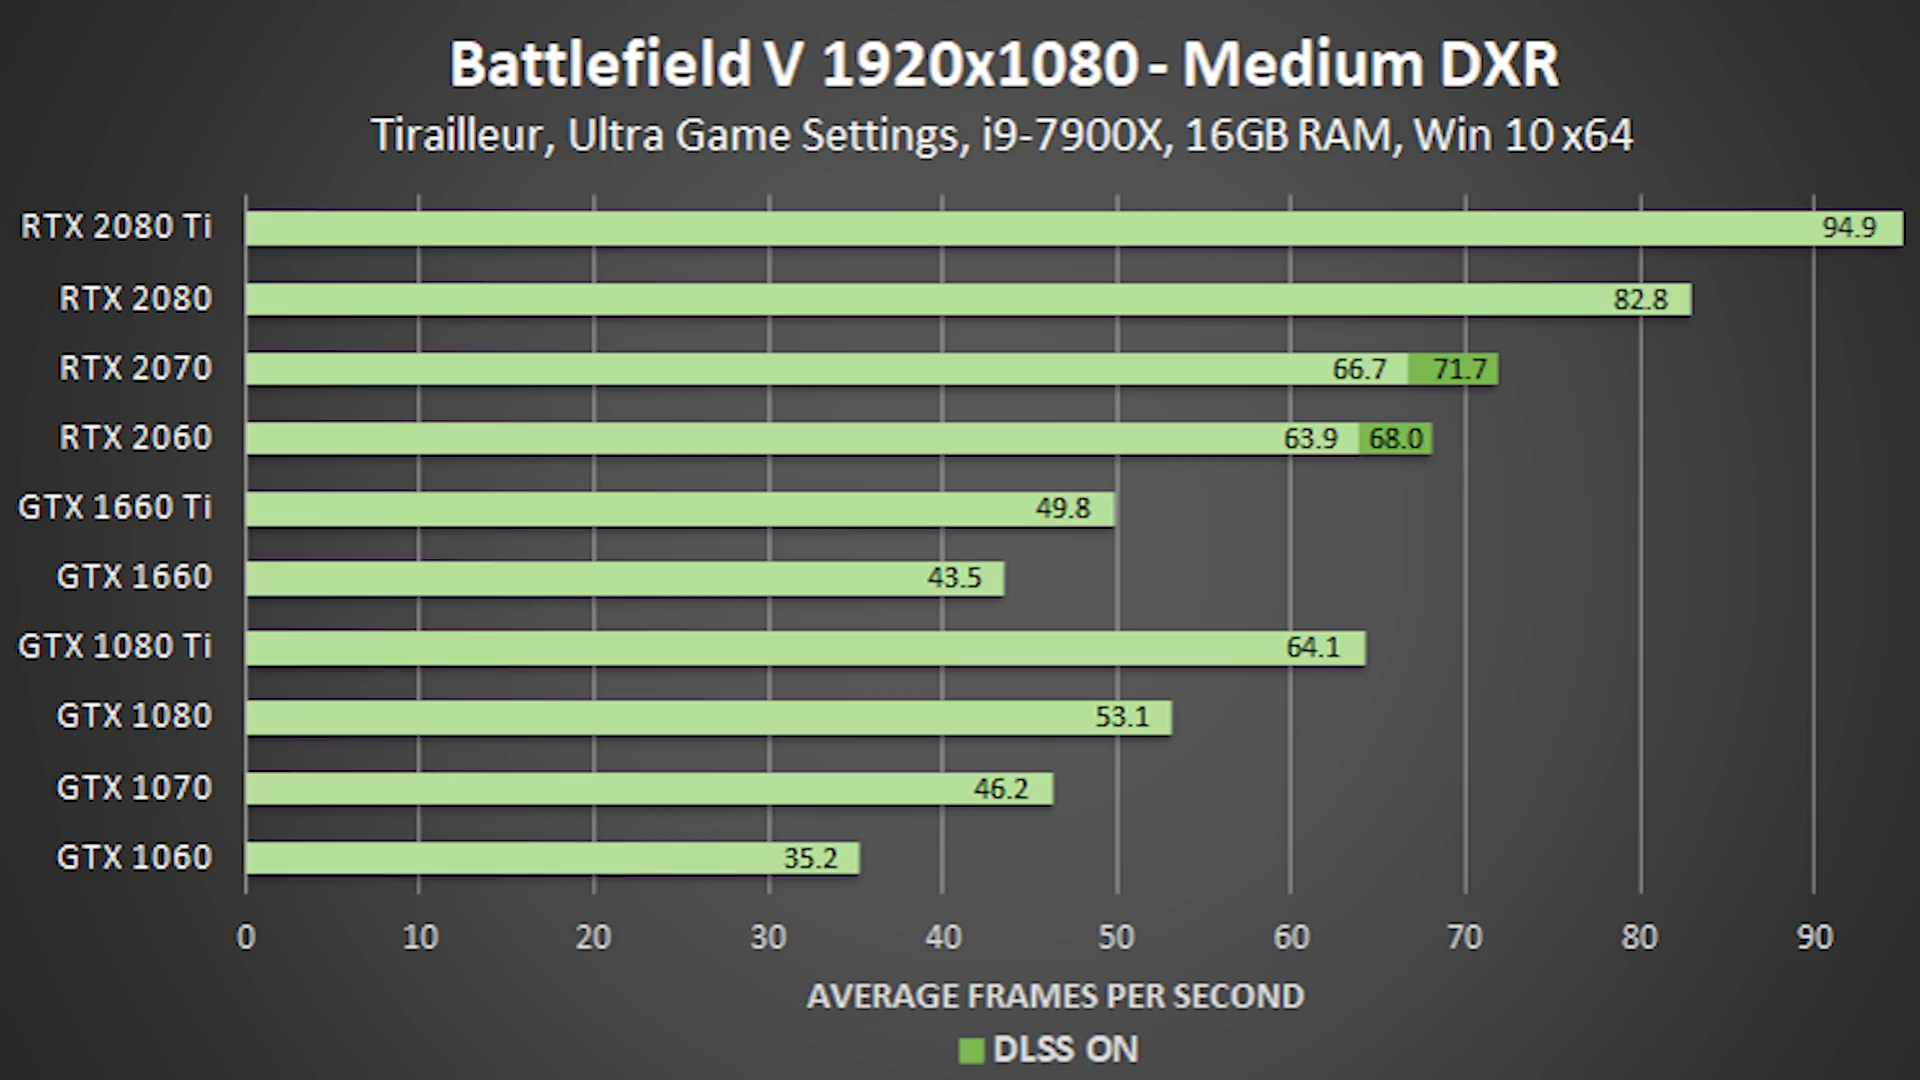 Battlefield V 1920x1080 - Medium DXR
Tirailleur, Ultra Game Settings, i9-7900X, 16GB RAM, Win 10 x64
RTX 2080 Ti 94.9
RTX 2080 82.8
RTX 2070 66.7 71.7
RTX 2060 63.9 68.0
GTX 1660 Ti 49.8
GTX 1660 43.5
GTX 1080 Ti 64.1
GTX 1080 53.1
GTX 1070 46.2
GTX 1060 35.2
0 10 20 30 40 50 60 70 80 90
AVERAGE FRAMES PER SECOND
DLSS ON